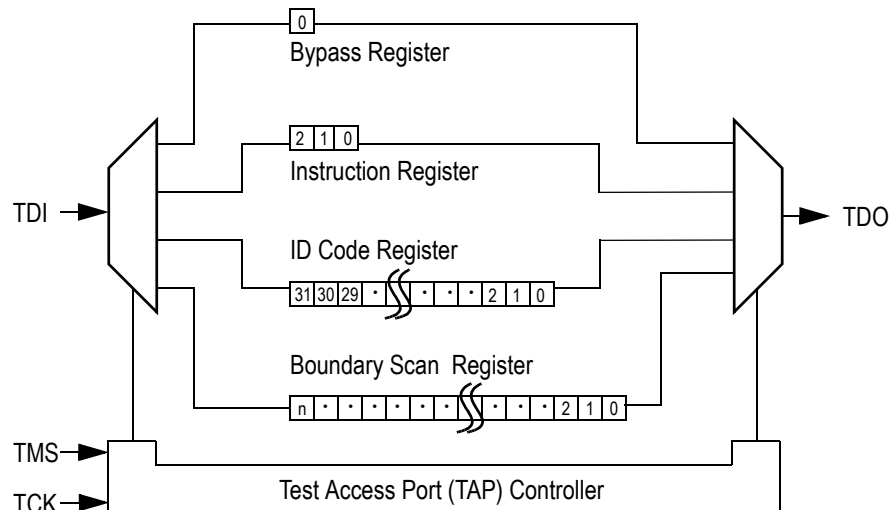 0
Bypass Register
2 1 0
Instruction Register
TDI
TDO
ID Code Register
31 30 29 · · · · 2 1 0
Boundary Scan Register
n · · · · · · · · · 2 1 0
TMS
Test Access Port (TAP) Controller
TCK